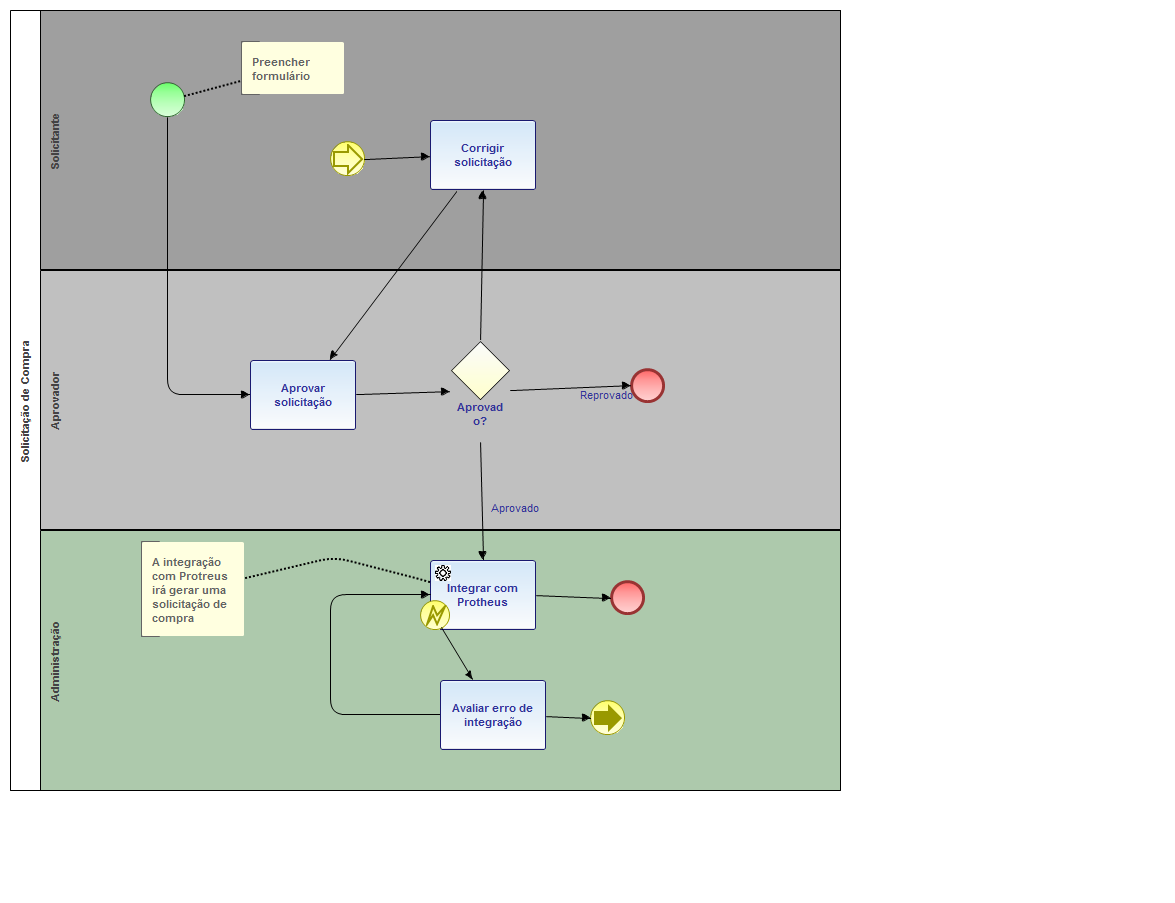 Solicitação de Compra
Solicitante
Preencher
formulário
Corrigir
solicitação
Aprovador
Aprovar
solicitação
Aprovad
o?
Reprovado
Aprovado
Administração
A integração
com Protreus
irá gerar uma
solicitação de
compra
Integrar com
Protheus
Avaliar erro de
integração